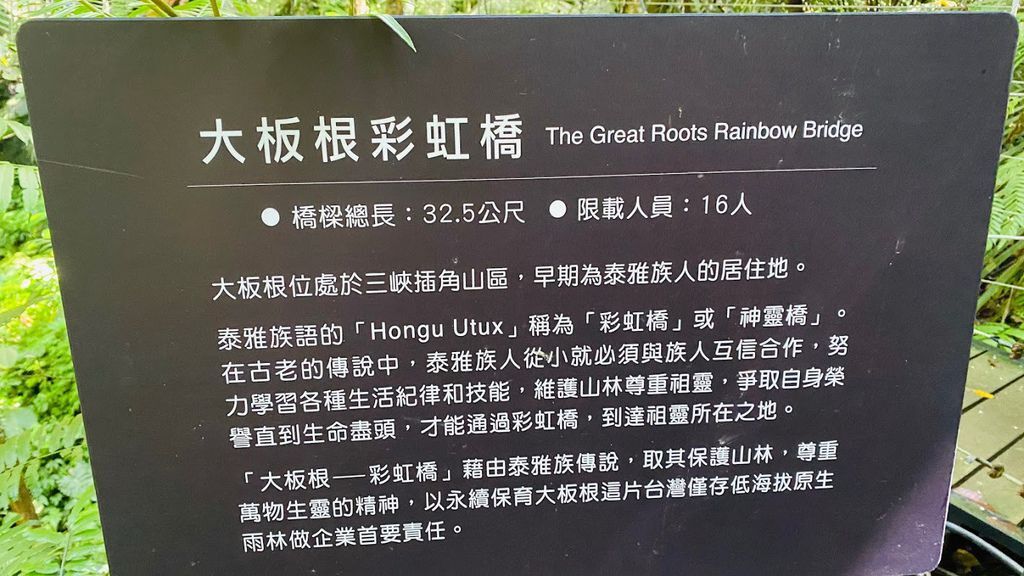 大板根彩虹橋 The Great Roots Rainbow Bridge
● 橋樑總長：32.5公尺 ● 限載人員：16人
大板根位處於三峽插角山區，早期為泰雅族人的居住地。
泰雅族語的「Hongu Utux」稱為「彩虹橋」或「神靈橋」。
在古老的傳說中，泰雅族人從小就必須與族人互信合作，努
力學習各種生活紀律和技能，維護山林尊重祖靈，爭取自身榮
譽直到生命盡頭，才能通過彩虹橋，到達祖靈所在之地。
「大板根──彩虹橋」藉由泰雅族傳說，取其保護山林，尊重
萬物生靈的精神，以永續保育大板根這片台灣僅存低海拔原生
雨林做企業首要責任。